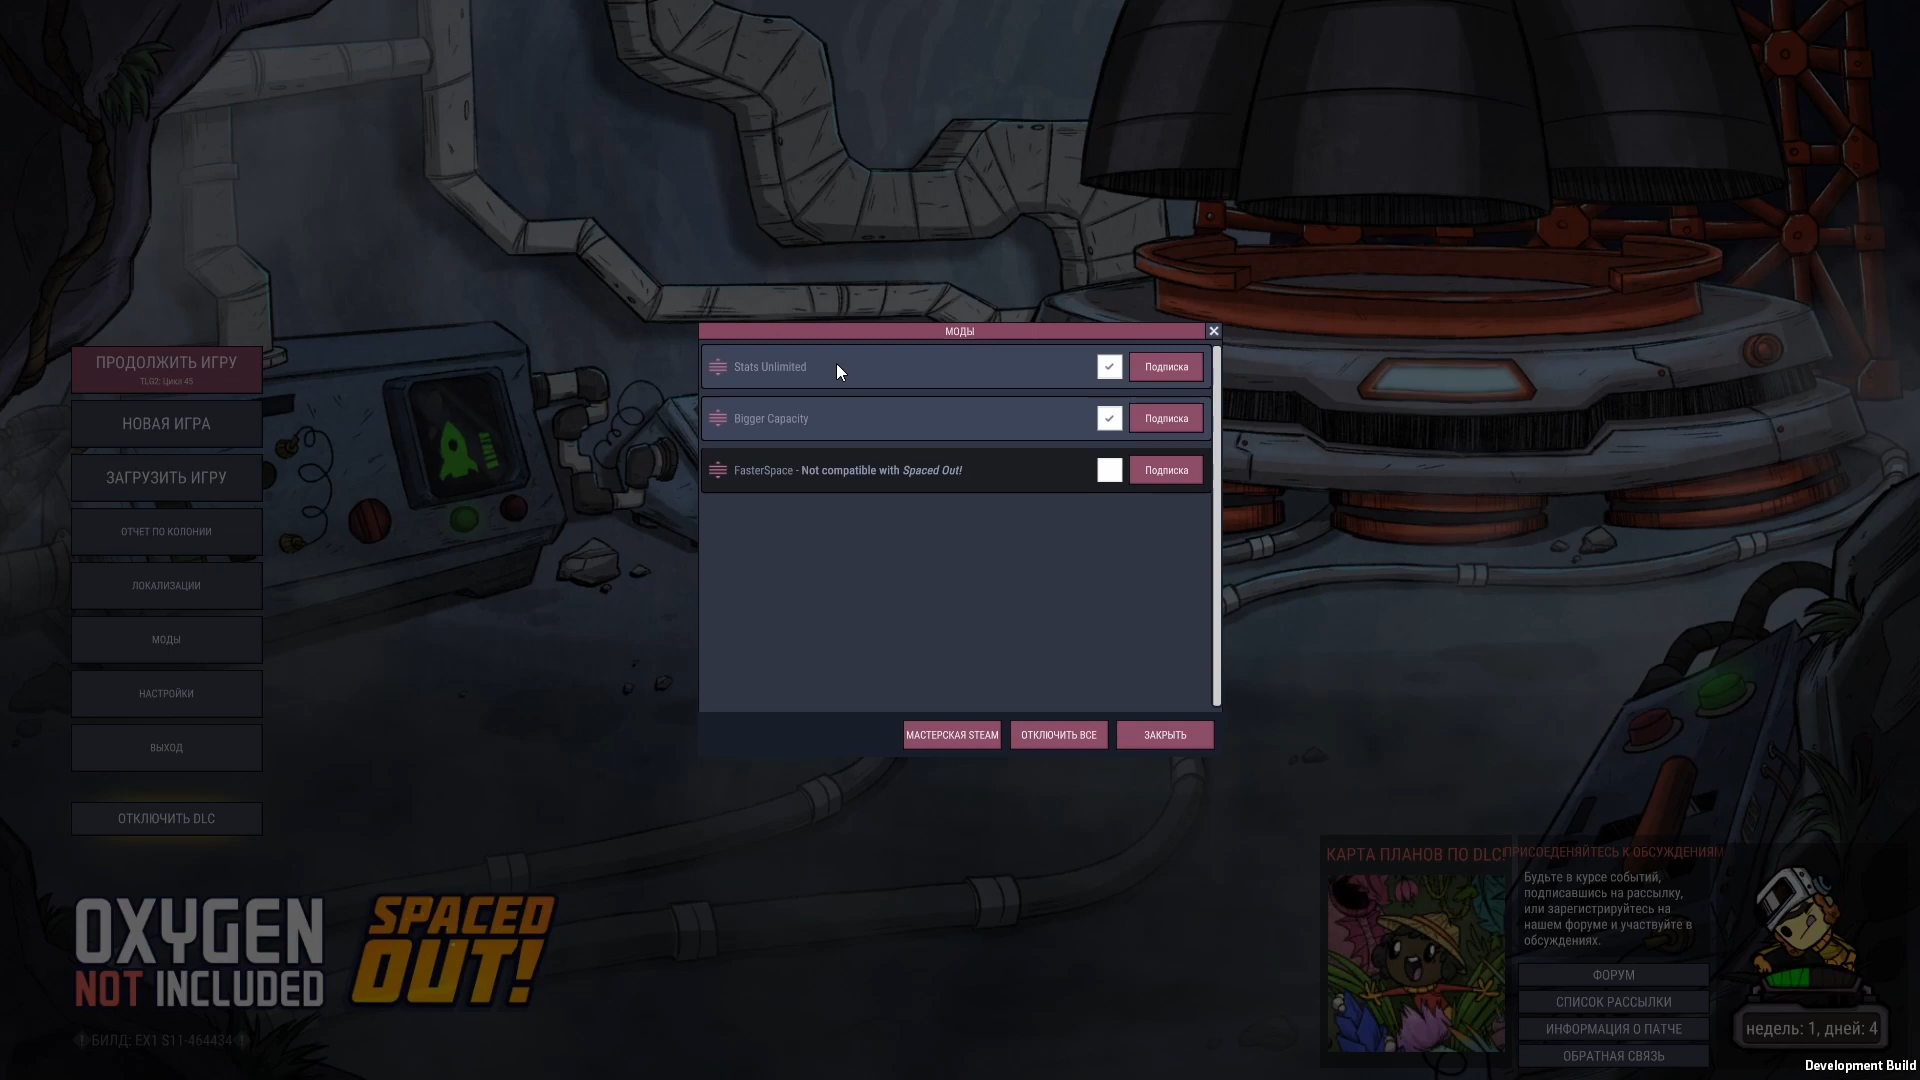 МОДЫ
Stats Unlimited
Подписка
Bigger Capacity
Подписка
FasterSpace - Not compatible with Spaced Out!
Подписка
МАСТЕРСКАЯ STEAM
ОТКЛЮЧИТЬ ВСЕ
ЗАКРЫТЬ
ПРОДОЛЖИТЬ ИГРУ
TLG2: Цикл 45
НОВАЯ ИГРА
ЗАГРУЗИТЬ ИГРУ
ОТЧЕТ ПО КОЛОНИИ
ЛОКАЛИЗАЦИИ
МОДЫ
НАСТРОЙКИ
ВЫХОД
ОТКЛЮЧИТЬ DLC
OXYGEN
NOT INCLUDED
SPACED
OUT!
БИЛД: EX1 S11-464434
КАРТА ПЛАНОВ ПО DLC!
ПРИСОЕДЕНЯЙТЕСЬ К ОБСУЖДЕНИЯМ
Будьте в курсе событий,
подписавшись на рассылку,
или зарегистрируйтесь на
нашем форуме и участвуйте в
обсуждениях.
ФОРУМ
СПИСОК РАССЫЛКИ
ИНФОРМАЦИЯ О ПАТЧЕ
ОБРАТНАЯ СВЯЗЬ
недель: 1, дней: 4
Development Build